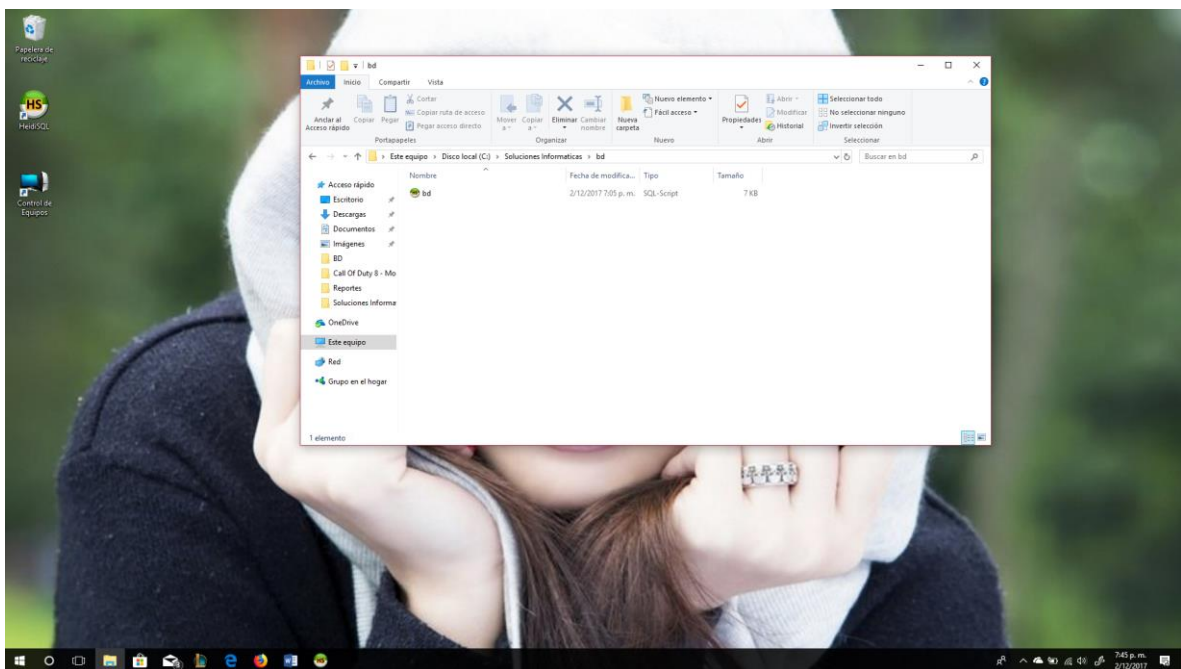 Papelera de
reciclaje
HS
HeidiSQL
Control de
Equipos
bd
Archivo Inicio Compartir Vista
Anclar al
Acceso rápido
Copiar Pegar
Cortar
Copiar ruta de acceso
Pegar acceso directo
Portapapeles
Mover
a
Copiar
a
Eliminar Cambiar
nombre
Organizar
Nueva
carpeta
Nuevo elemento
Fácil acceso
Nuevo
Propiedades
Abrir
Modificar
Historial
Abrir
Seleccionar todo
No seleccionar ninguno
Invertir selección
Seleccionar
Este equipo > Disco local (C:) > Soluciones Informaticas > bd
Buscar en bd
Nombre Fecha de modifica... Tipo Tamaño
bd 2/12/2017 7:05 p. m. SQL-Script 7 KB
Acceso rápido
Escritorio
Descargas
Documentos
Imágenes
BD
Call Of Duty 8 - Mo
Reportes
Soluciones Informa
OneDrive
Este equipo
Red
Grupo en el hogar
1 elemento
7:45 p. m.
2/12/2017